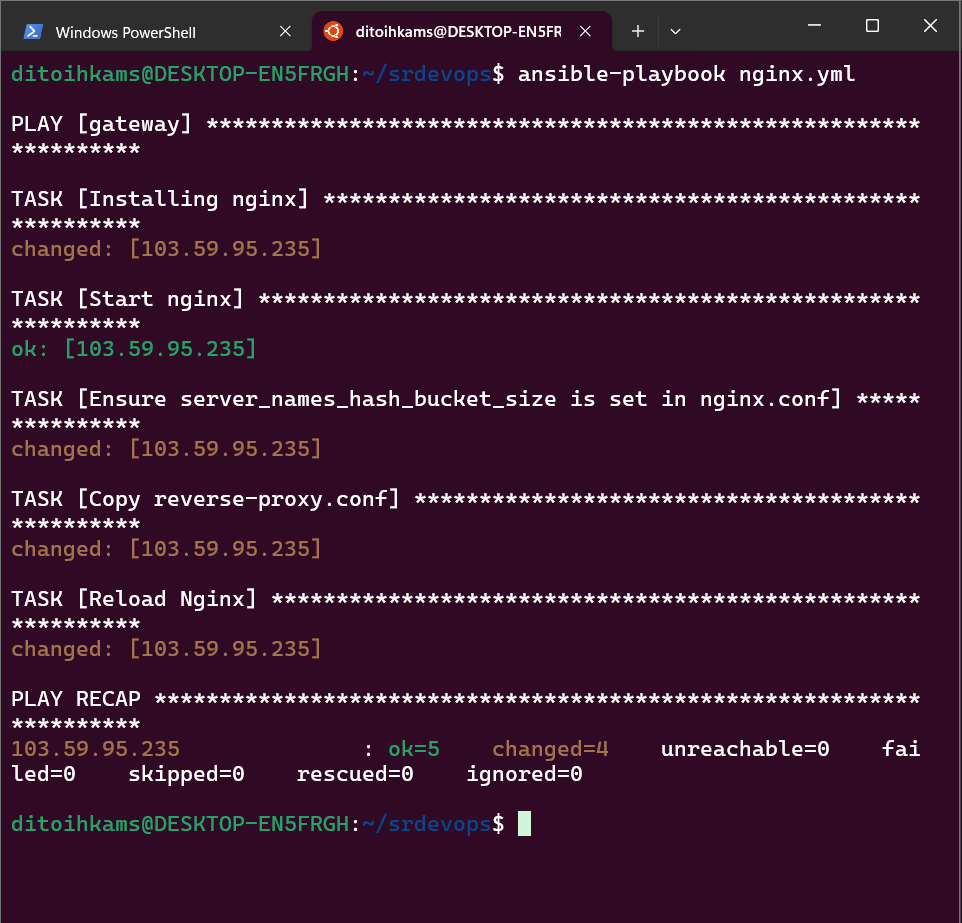 Windows PowerShell
ditoihkams@DESKTOP-EN5FR
ditoihkams@DESKTOP-EN5FRGH:~/srdevops$ ansible-playbook nginx.yml
PLAY [gateway] *******************************************************
**********
TASK [Installing nginx] **********************************************
**********
changed: [103.59.95.235]
TASK [Start nginx] ***************************************************
**********
ok: [103.59.95.235]
TASK [Ensure server_names_hash_bucket_size is set in nginx.conf] *****
**********
changed: [103.59.95.235]
TASK [Copy reverse-proxy.conf] ***************************************
**********
changed: [103.59.95.235]
TASK [Reload Nginx] **************************************************
**********
changed: [103.59.95.235]
PLAY RECAP ***********************************************************
**********
103.59.95.235              : ok=5    changed=4    unreachable=0    fai
led=0    skipped=0    rescued=0    ignored=0
ditoihkams@DESKTOP-EN5FRGH:~/srdevops$